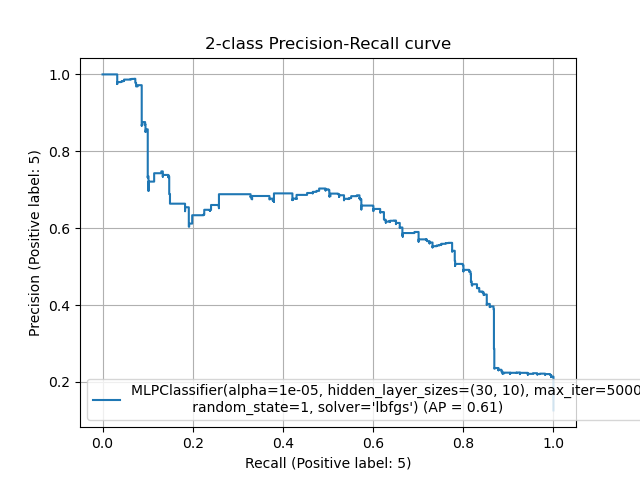 2-class Precision-Recall curve
1.0
0.8
0.6
0.4
0.2
Precision (Positive label: 5)
MLPClassifier(alpha=1e-05, hidden_layer_sizes=(30, 10), max_iter=5000
random_state=1, solver='lbfgs') (AP = 0.61)
0.0 0.2 0.4 0.6 0.8 1.0
Recall (Positive label: 5)